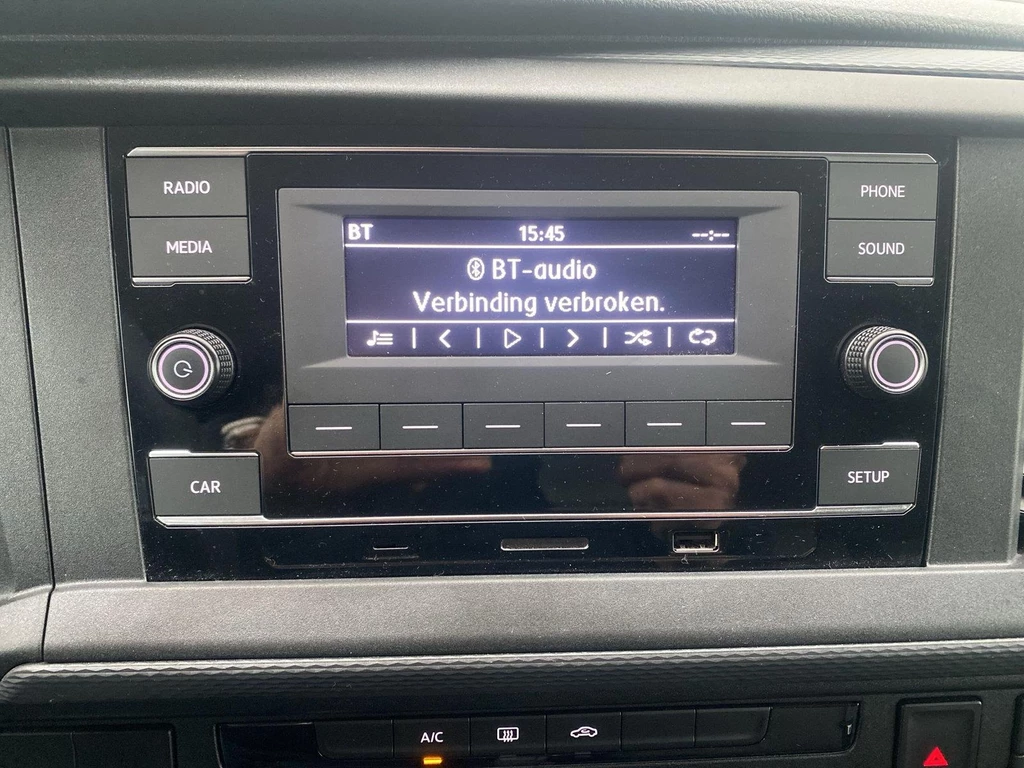 RADIO
MEDIA
BT 15:45 --:--
BT-audio
Verbinding verbroken.
PHONE
SOUND
CAR
SETUP
A/C